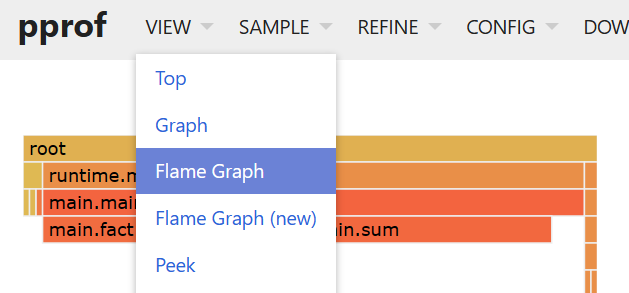 pprof VIEW SAMPLE REFINE CONFIG DOW
Top
Graph
root
Flame Graph
runtime.m
main.mai
Flame Graph (new)
main.fact
in.sum
Peek